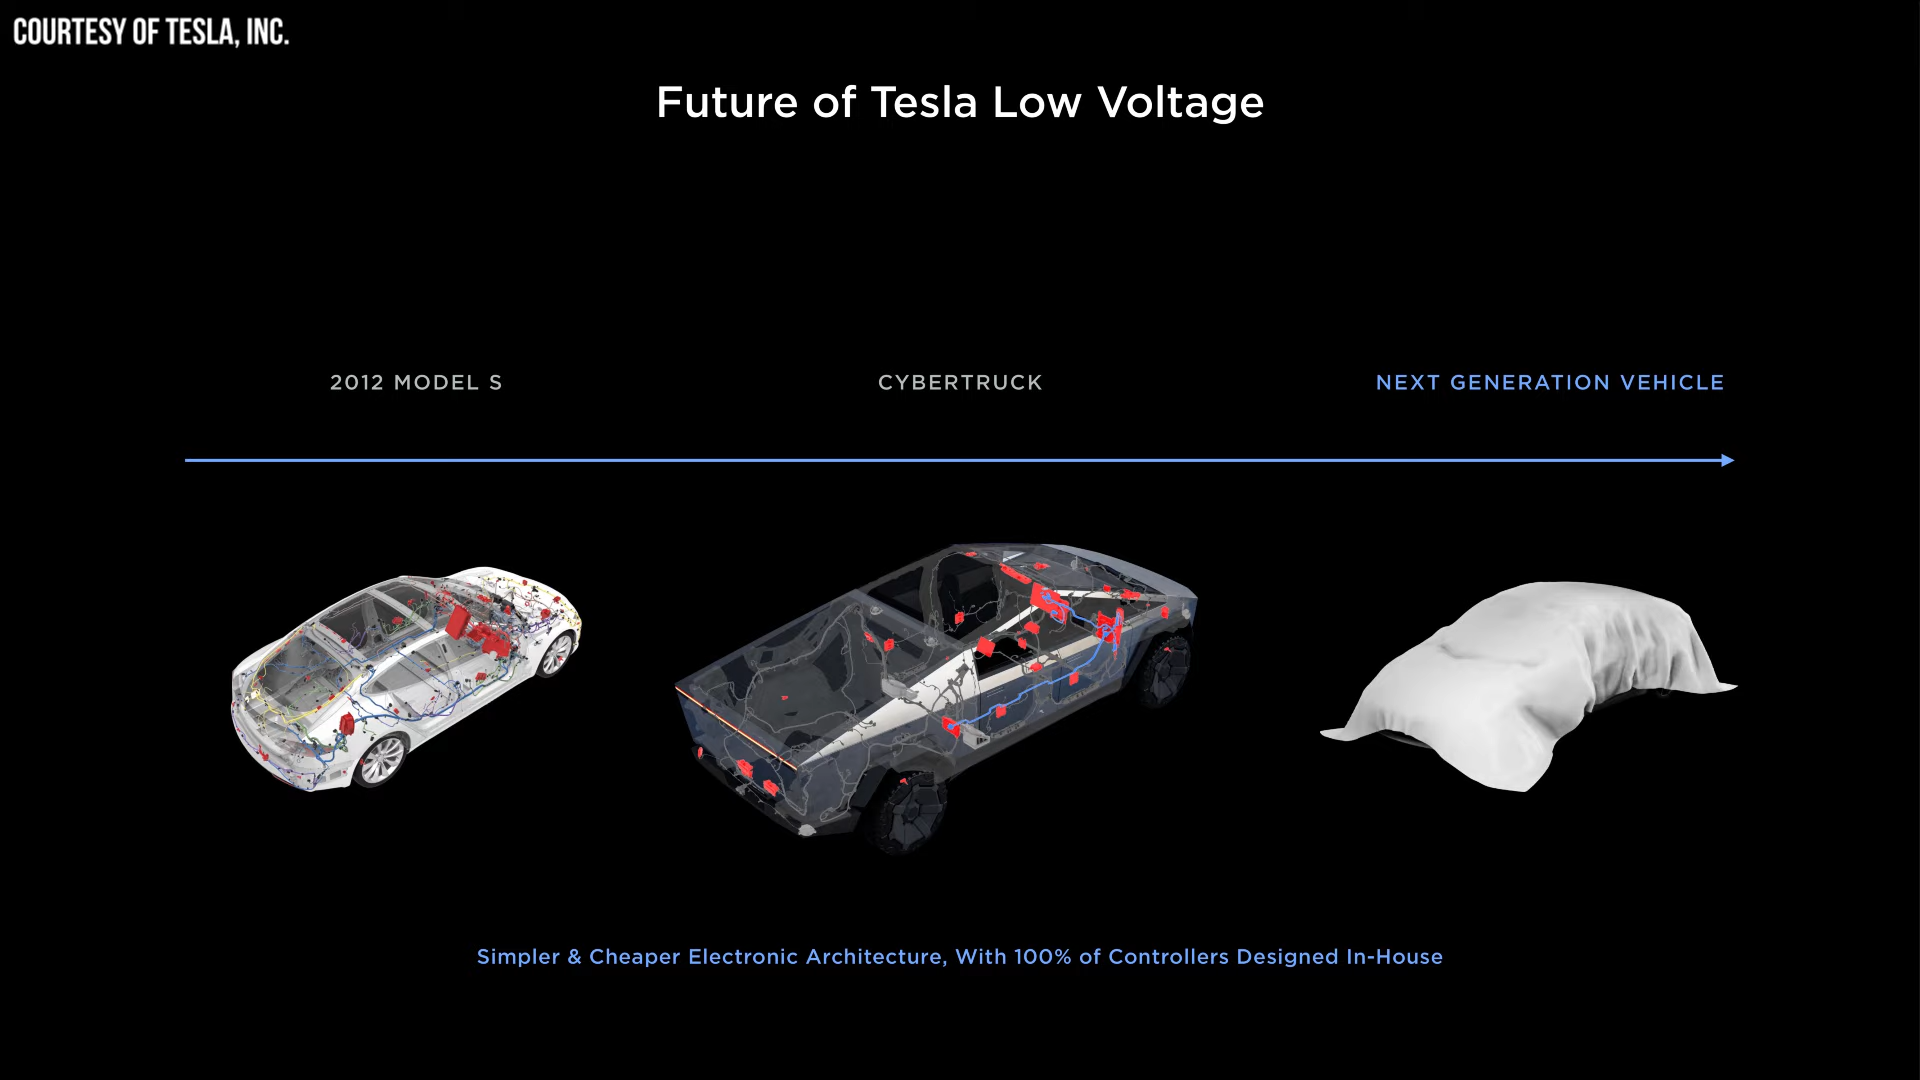 COURTESY OF TESLA, INC.
Future of Tesla Low Voltage
2012 MODEL S
CYBERTRUCK
NEXT GENERATION VEHICLE
Simpler & Cheaper Electronic Architecture, With 100% of Controllers Designed In-House